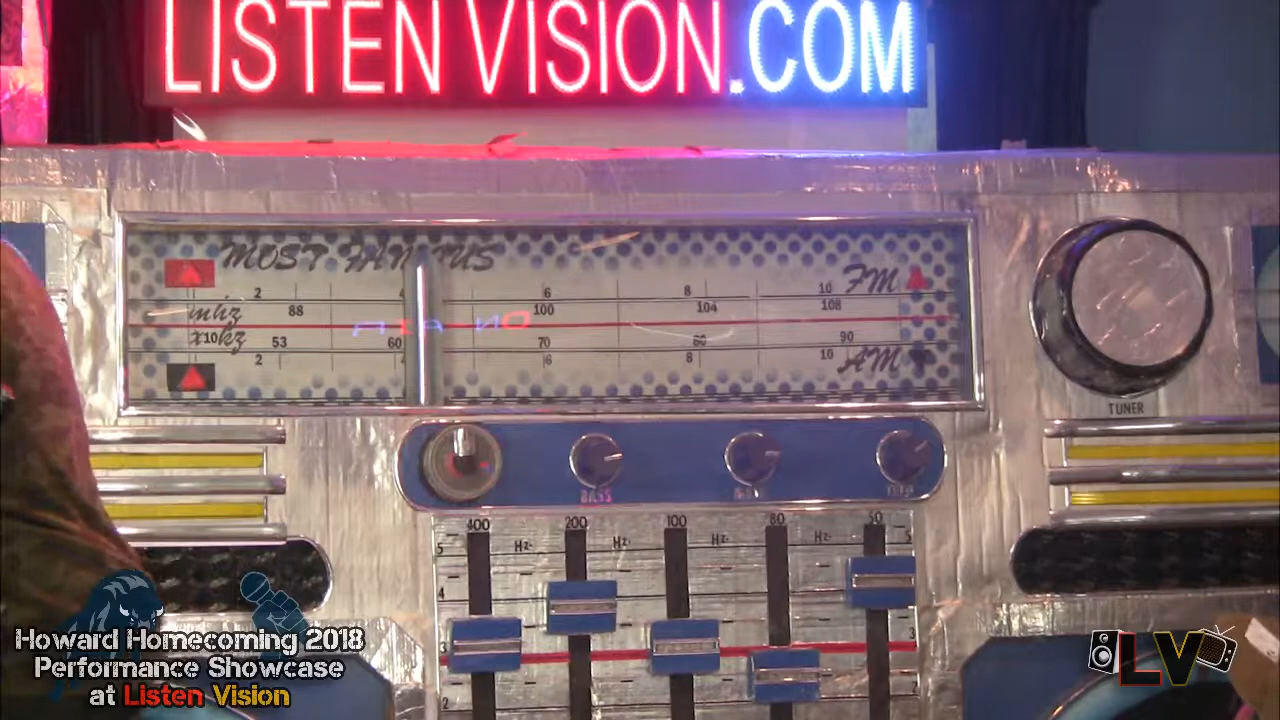 LISTEN VISION.COM
MOST FAMOUS
2 4 6 8 10 FM
mhz 88 100 104 108
x10kz 53 60 70 80 90
2 6 8 10 AM
TUNER
BASS
400 200 100 80 50
Hz. Hz. Hz. Hz.
5 5
4
3 3
2
Howard Homecoming 2018
Performance Showcase
at Listen Vision
LV